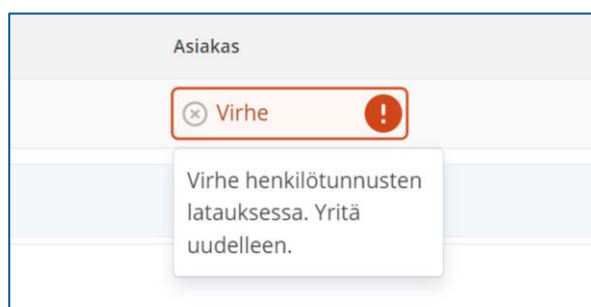 Asiakas
Virhe
Virhe henkilötunnusten
latauksessa. Yritä
uudelleen.